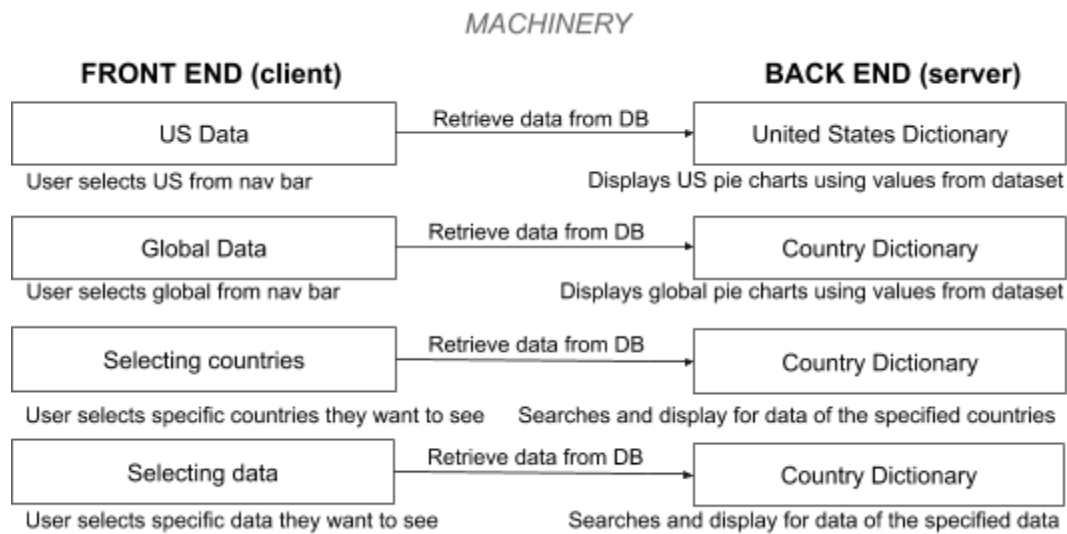 MACHINERY
FRONT END (client)
BACK END (server)
US Data
Retrieve data from DB
United States Dictionary
User selects US from nav bar
Displays US pie charts using values from dataset
Global Data
Retrieve data from DB
Country Dictionary
User selects global from nav bar
Displays global pie charts using values from dataset
Selecting countries
Retrieve data from DB
Country Dictionary
User selects specific countries they want to see
Searches and display for data of the specified countries
Selecting data
Retrieve data from DB
Country Dictionary
User selects specific data they want to see
Searches and display for data of the specified data